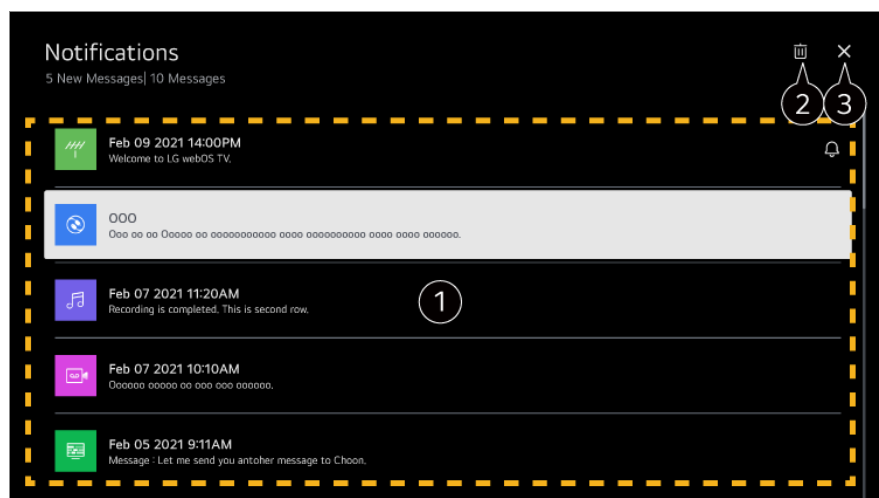 Notifications
5 New Messages| 10 Messages
2 3
Feb 09 2021 14:00PM
Welcome to LG webOS TV.
OOO
Ooo oo oo Ooooo oo ooooooooooo oooo oooooooooo oooo oooo oooooo.
Feb 07 2021 11:20AM
Recording is completed. This is second row.
1
Feb 07 2021 10:10AM
Oooooo ooooo oo ooo ooo oooooo.
Feb 05 2021 9:11AM
Message : Let me send you antoher message to Choon.